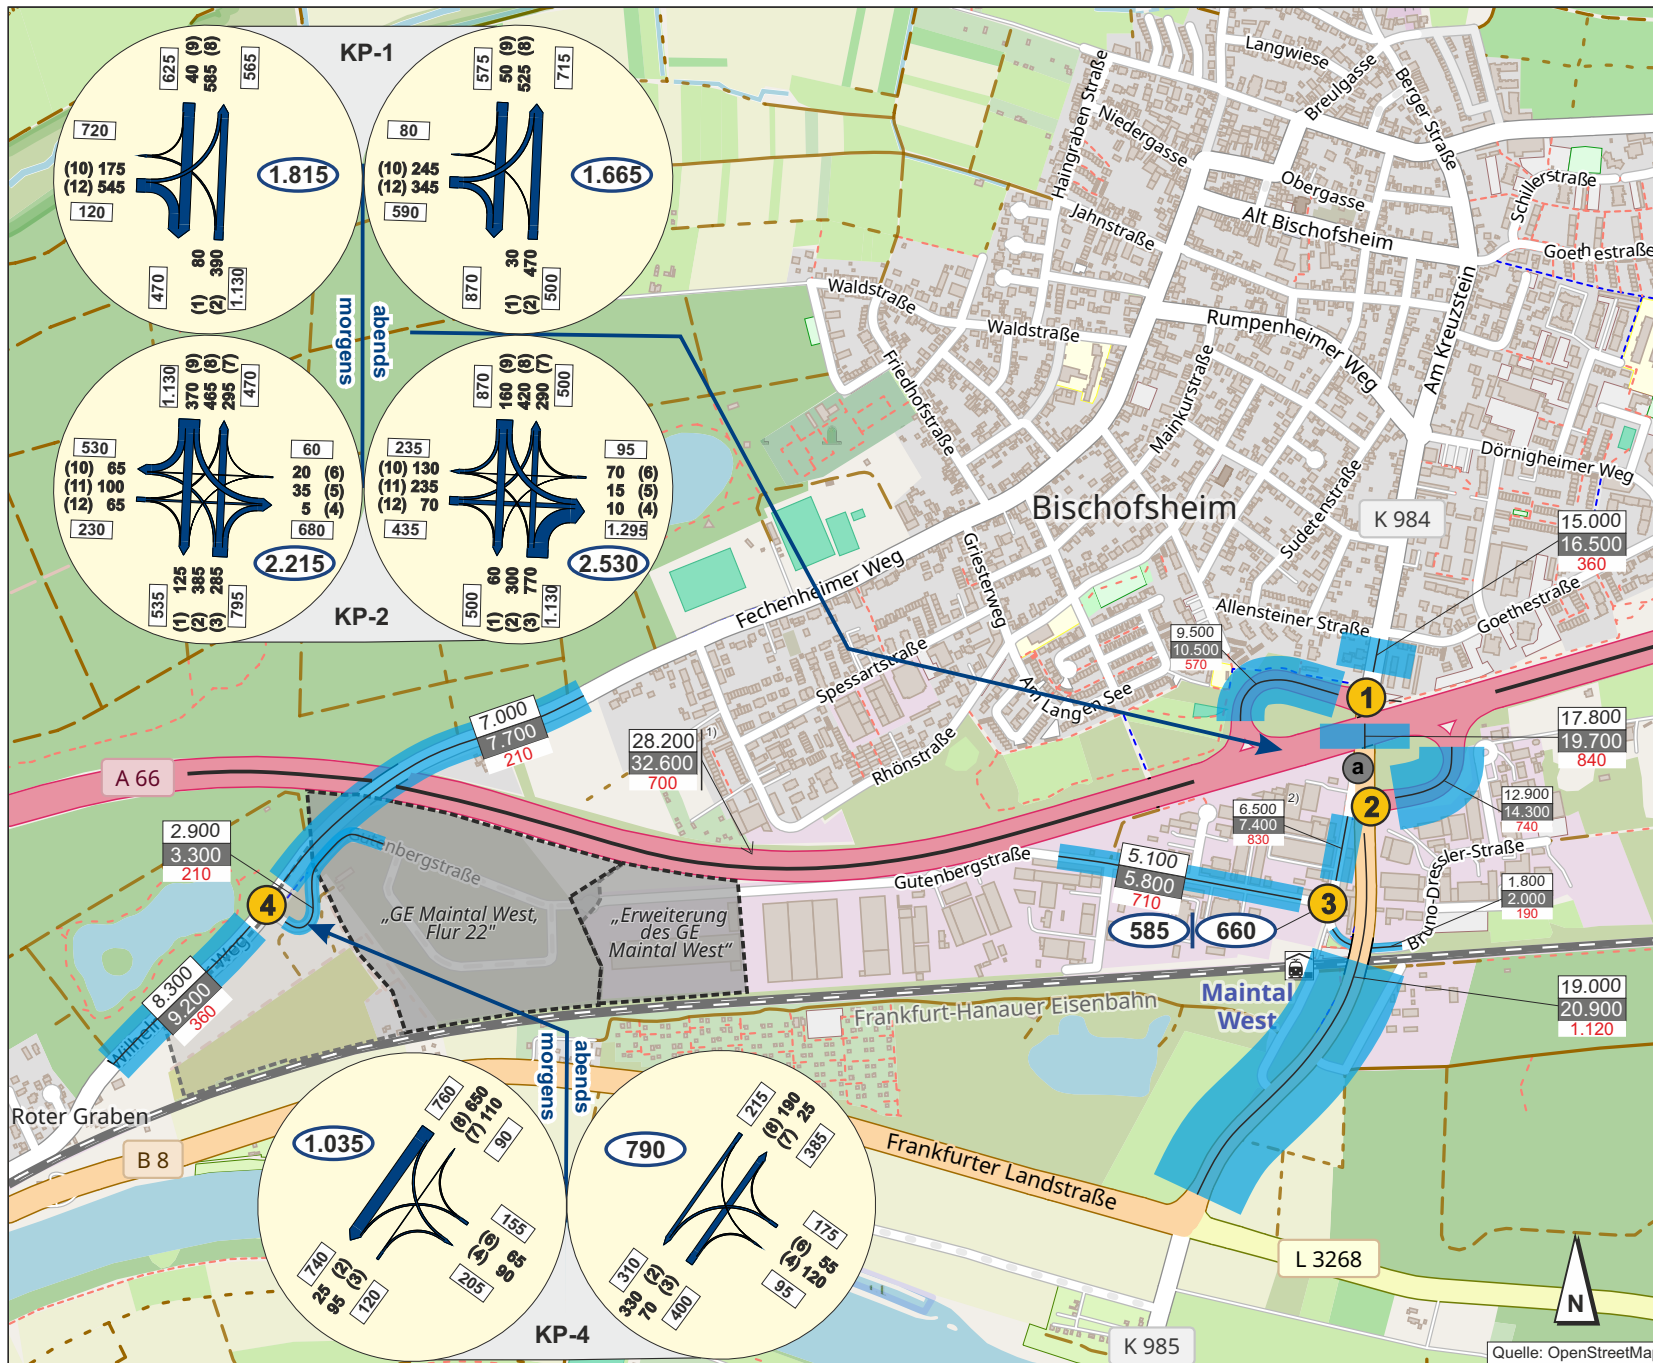 KP-1
625
40 (9)
585 (8)
565
720
(10) 175
(12) 545
120
1.815
470
(1) 80
(2) 390
1.130
575
50 (9)
525 (8)
715
80
(10) 245
(12) 345
590
1.665
870
(1) 30
(2) 470
500
morgens
abends
1.130
370 (9)
465 (8)
295 (7)
470
530
(10) 65
(11) 100
(12) 65
230
60
20 (6)
35 (5)
5 (4)
680
2.215
535
(1) 125
(2) 385
(3) 285
795
870
160 (9)
420 (8)
290 (7)
500
235
(10) 130
(11) 235
(12) 70
435
95
70 (6)
15 (5)
10 (4)
1.295
2.530
500
(1) 60
(2) 300
(3) 770
1.130
KP-2
Langwiese
Breulgasse
Berger Straße
Haingraben Straße
Niedergasse
Obergasse
Schillerstraße
Jahnstraße
Alt Bischofsheim
Goethestraße
Waldstraße
Waldstraße
Rumpenheimer Weg
Am Kreuzstein
Friedhofstraße
Mainkurstraße
Dörnigheimer Weg
Bischofsheim
Sudetenstraße
K 984
Fechenheimer Weg
Griesterweg
Spessartstraße
Am Langen See
Allensteiner Straße
Goethestraße
Rhönstraße
15.000
16.500
360
9.500
10.500
570
1
17.800
19.700
840
a
2
12.900
14.300
740
7.000
7.700
210
28.200 1)
32.600
700
A 66
6.500 2)
7.400
830
2.900
3.300
210
Gutenbergstraße
Gutenbergstraße
5.100
5.800
710
3
585
660
Bruno-Dressler-Straße
1.800
2.000
190
4
„GE Maintal West,
Flur 22"
„Erweiterung
des GE
Maintal West“
8.300
9.200
360
Maintal
West
19.000
20.900
1.120
Frankfurt-Hanauer Eisenbahn
Roter Graben
B 8
morgens
abends
1.035
760
(8) 650
(7) 110
90
155
(6) 65
(4) 90
205
740
25 (2)
95 (3)
120
790
215
(8) 190
(7) 25
385
175
(6) 55
(4) 120
95
310
330 (2)
70 (3)
400
KP-4
Frankfurter Landstraße
L 3268
K 985
N
Quelle: OpenStreetMa